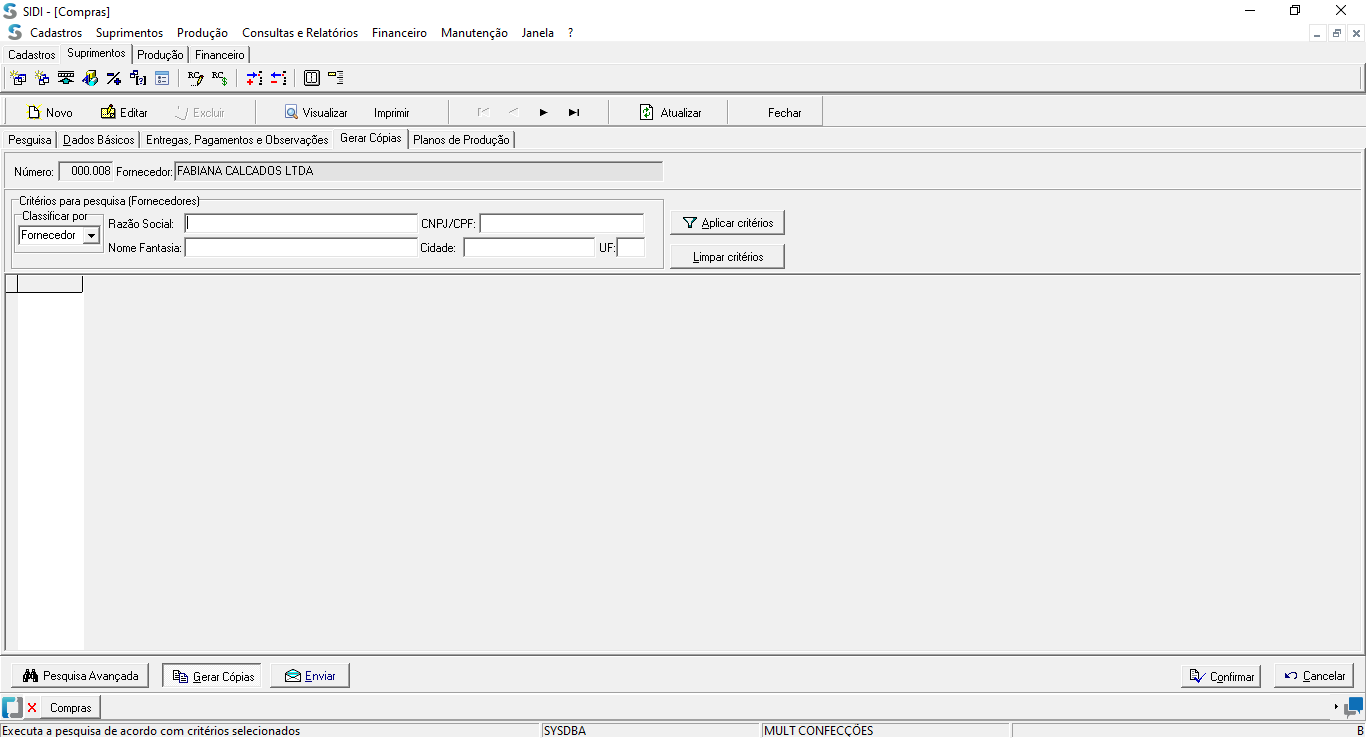 SIDI - [Compras]
Cadastros Suprimentos Produção Consultas e Relatórios Financeiro Manutenção Janela ?
Cadastros Suprimentos Produção Financeiro
Novo Editar Excluir Visualizar Imprimir Atualizar Fechar
Pesquisa Dados Básicos Entregas, Pagamentos e Observações Gerar Cópias Planos de Produção
Número: 000.008 Fornecedor: FABIANA CALCADOS LTDA
Critérios para pesquisa (Fornecedores)
Classificar por
Fornecedor
Razão Social: CNPJ/CPF: Aplicar critérios
Nome Fantasia: Cidade: UF:
Limpar critérios
Pesquisa Avançada Gerar Cópias Enviar Confirmar Cancelar
Compras
Executa a pesquisa de acordo com critérios selecionados SYSDBA MULT CONFECÇÕES B